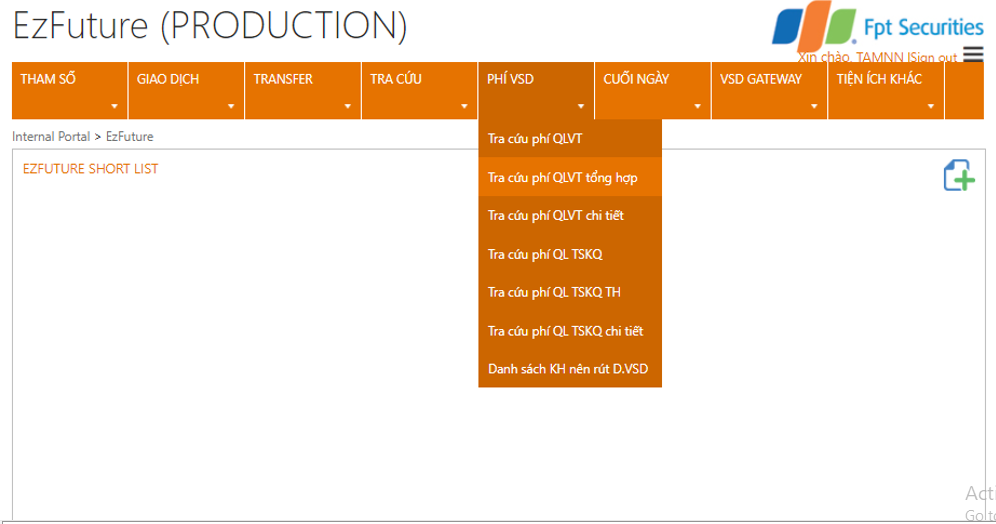 EzFuture (PRODUCTION)
Fpt Securities
Xin chào, TAMNN |Sign out
THAM SỐ
GIAO DỊCH
TRANSFER
TRA CỨU
PHÍ VSD
CUỐI NGÀY
VSD GATEWAY
TIỆN ÍCH KHÁC
Internal Portal > EzFuture
EZFUTURE SHORT LIST
Tra cứu phí QLVT
Tra cứu phí QLVT tổng hợp
Tra cứu phí QLVT chi tiết
Tra cứu phí QL TSKQ
Tra cứu phí QL TSKQ TH
Tra cứu phí QL TSKQ chi tiết
Danh sách KH nên rút D.VSD
Acti
Go to